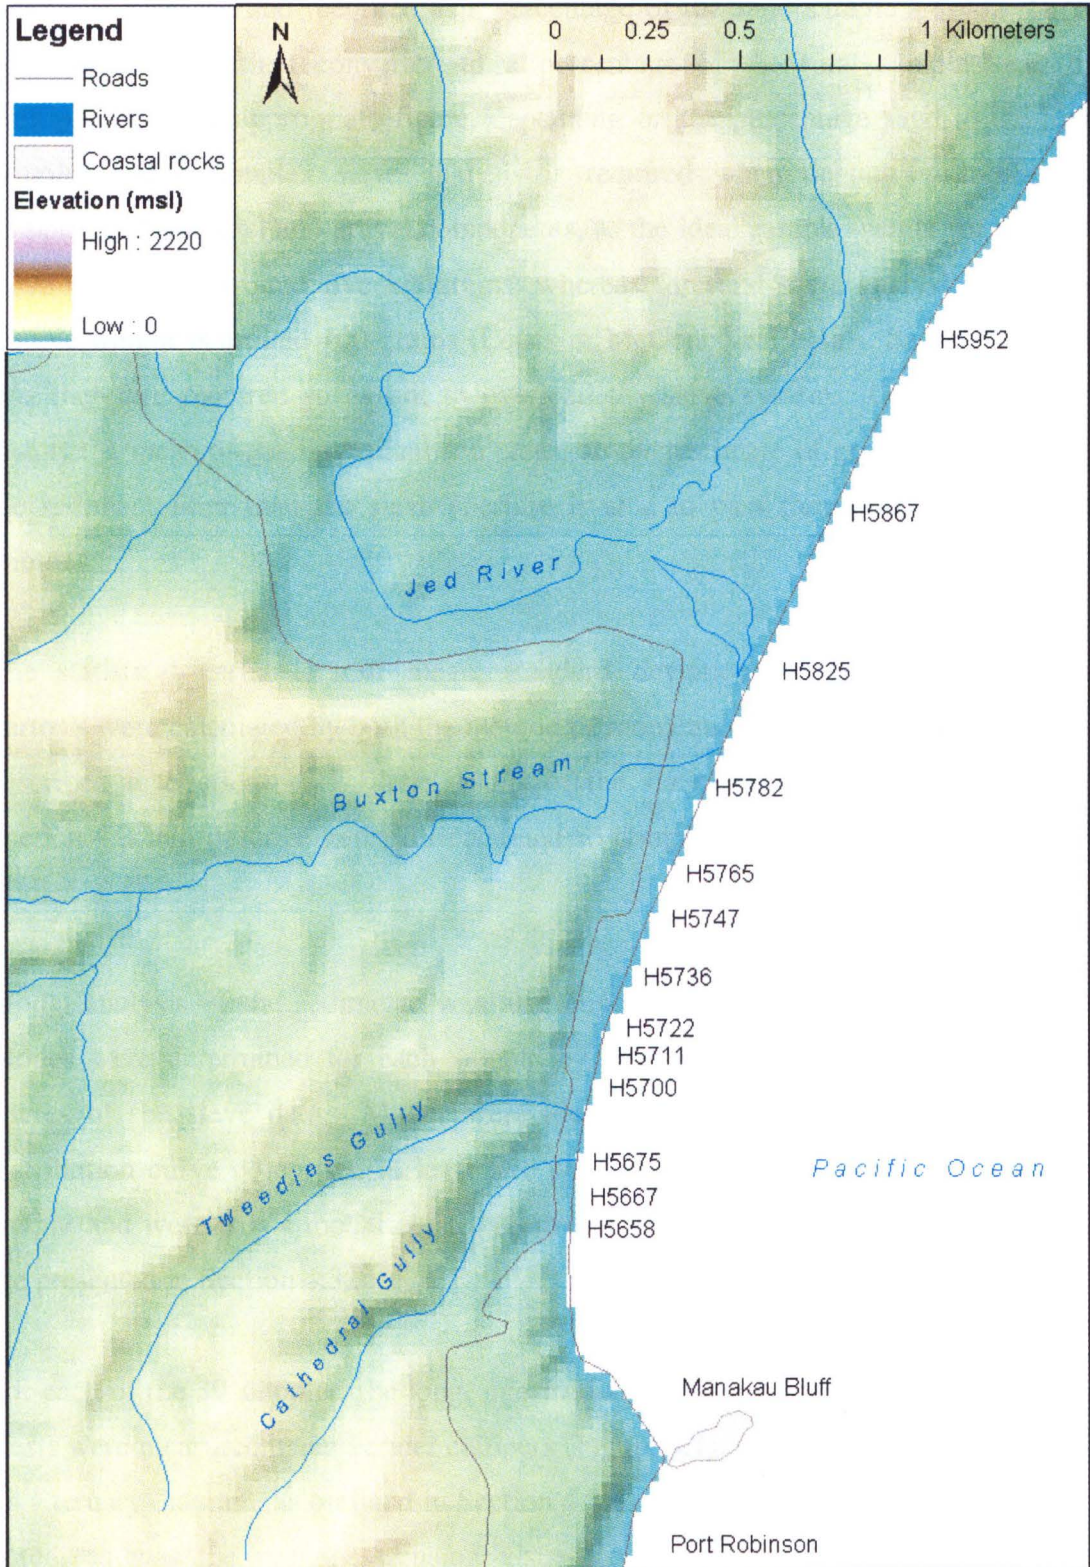 Legend
Roads
Rivers
Coastal rocks
Elevation (msl)
High : 2220
Low : 0
N
0 0.25 0.5 1 Kilometers
H5952
H5867
Jed River
H5825
Buxton Stream
H5782
H5765
H5747
H5736
H5722
H5711
H5700
Tweedies Gully
H5675
Pacific Ocean
H5667
H5658
Cathedral Gully
Manakau Bluff
Port Robinson